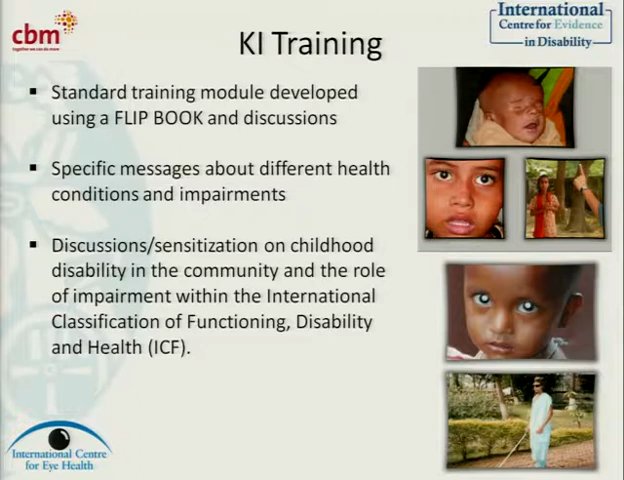 cbm
together we can do more
International
Centre for Evidence
in Disability
KI Training
Standard training module developed
using a FLIP BOOK and discussions
Specific messages about different health
conditions and impairments
Discussions/sensitization on childhood
disability in the community and the role
of impairment within the International
Classification of Functioning, Disability
and Health (ICF).
International Centre
for Eye Health